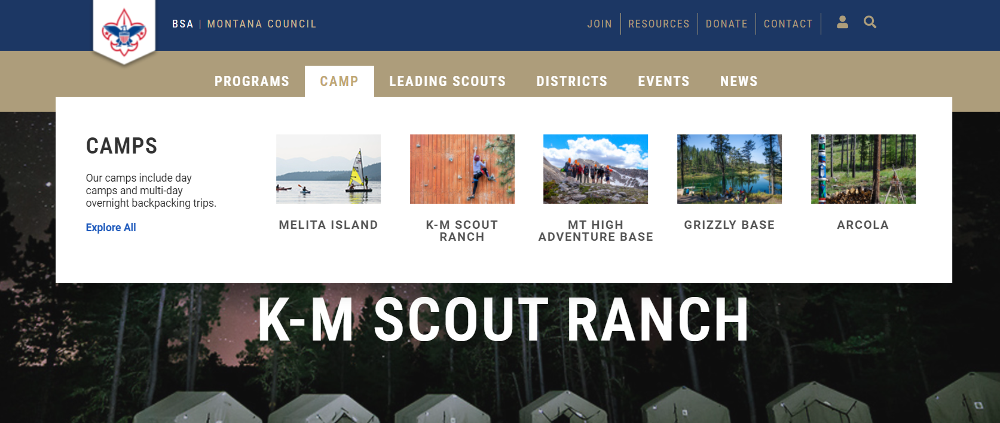 BSA | MONTANA COUNCIL
JOIN
RESOURCES
DONATE
CONTACT
PROGRAMS
CAMP
LEADING SCOUTS
DISTRICTS
EVENTS
NEWS
CAMPS
Our camps include day
camps and multi-day
overnight backpacking trips.
Explore All
MELITA ISLAND
K-M SCOUT
RANCH
MT HIGH
ADVENTURE BASE
GRIZZLY BASE
ARCOLA
K-M SCOUT RANCH